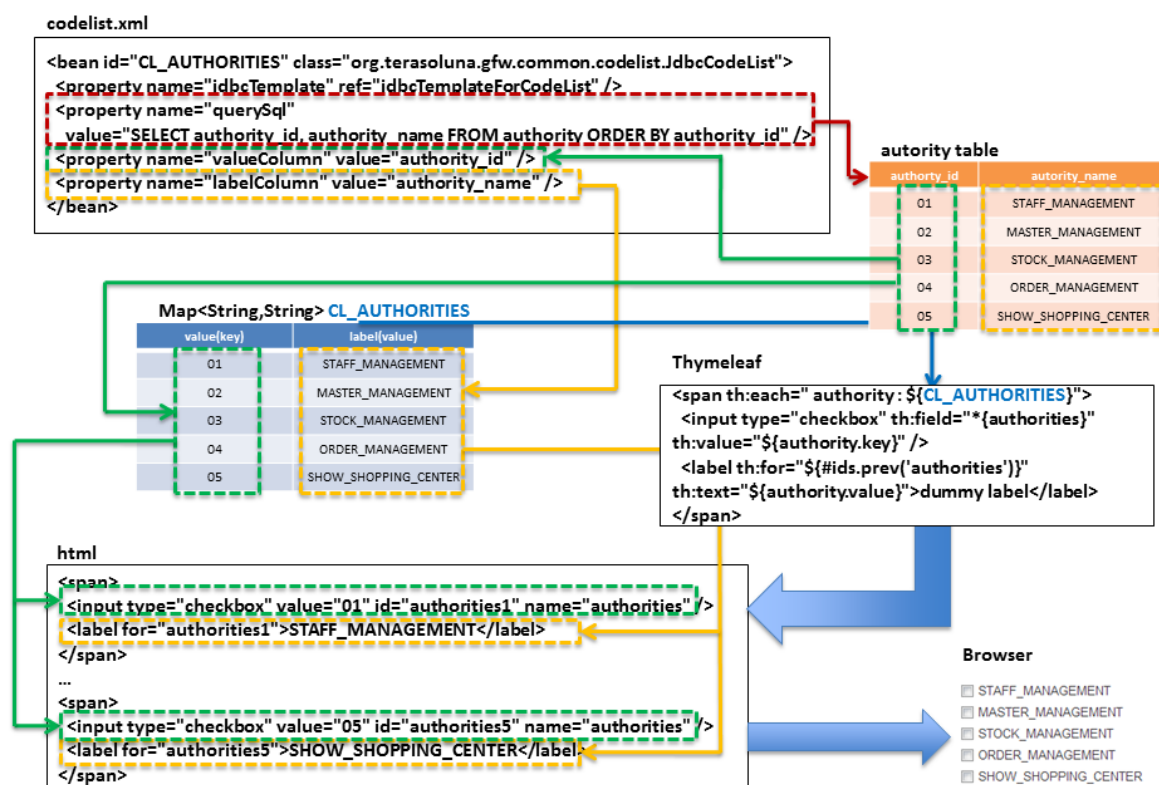 codelist.xml
<bean id="CL_AUTHORITIES" class="org.terasoluna.gfw.common.codelist.JdbcCodeList">
<property name="jdbcTemplate" ref="jdbcTemplateForCodeList" />
<property name="querySql"
value="SELECT authority_id, authority_name FROM authority ORDER BY authority_id" />
<property name="valueColumn" value="authority_id" />
<property name="labelColumn" value="authority_name" />
</bean>
autority table
authorty_id autority_name
01 STAFF_MANAGEMENT
02 MASTER_MANAGEMENT
03 STOCK_MANAGEMENT
04 ORDER_MANAGEMENT
05 SHOW_SHOPPING_CENTER
Map<String,String> CL_AUTHORITIES
value(key) label(value)
01 STAFF_MANAGEMENT
02 MASTER_MANAGEMENT
03 STOCK_MANAGEMENT
04 ORDER_MANAGEMENT
05 SHOW_SHOPPING_CENTER
Thymeleaf
<span th:each=" authority : ${CL_AUTHORITIES}">
<input type="checkbox" th:field="*{authorities}"
th:value="${authority.key}" />
<label th:for="${#ids.prev('authorities')}"
th:text="${authority.value}">dummy label</label>
</span>
html
<span>
<input type="checkbox" value="01" id="authorities1" name="authorities" />
<label for="authorities1">STAFF_MANAGEMENT</label>
</span>
...
<span>
<input type="checkbox" value="05" id="authorities5" name="authorities" />
<label for="authorities5">SHOW_SHOPPING_CENTER</label>
</span>
Browser
STAFF_MANAGEMENT
MASTER_MANAGEMENT
STOCK_MANAGEMENT
ORDER_MANAGEMENT
SHOW_SHOPPING_CENTER